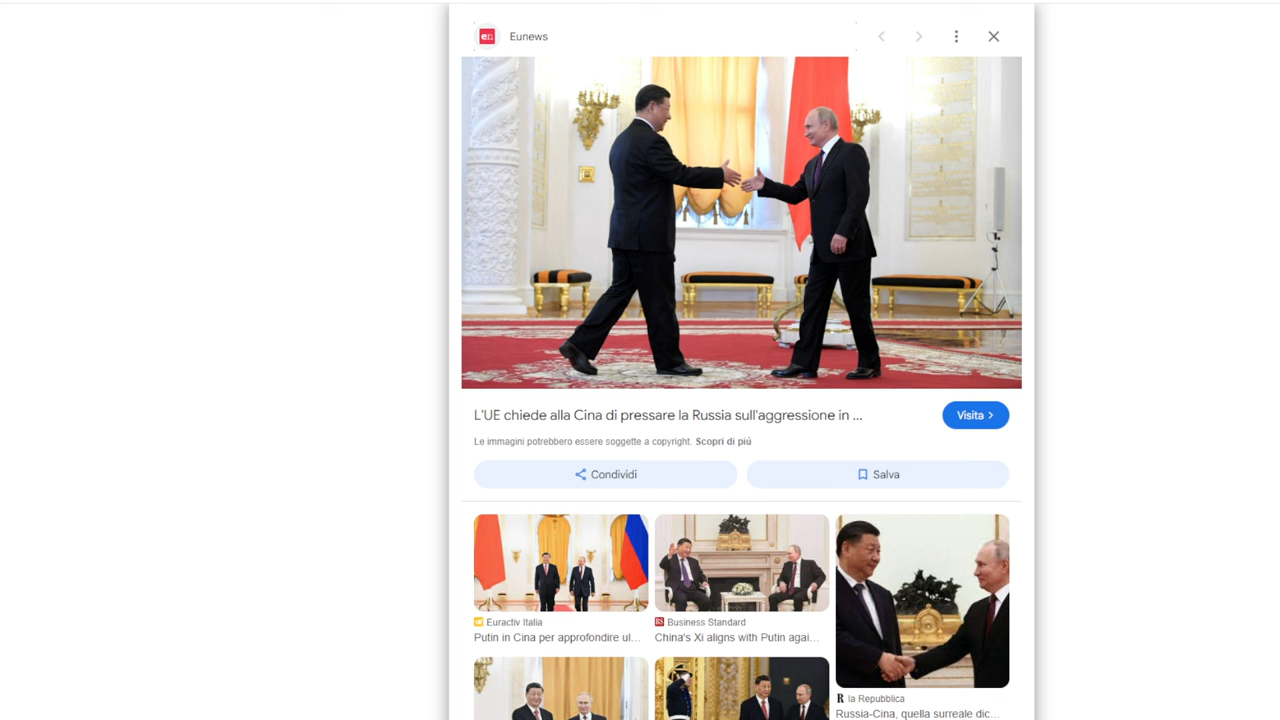 en Eunews
L'UE chiede alla Cina di pressare la Russia sull'aggressione in ...
Visita
Le immagini potrebbero essere soggette a copyright. Scopri di più
Condividi
Salva
Euractiv Italia
Putin in Cina per approfondire ul...
BS Business Standard
China's Xi aligns with Putin agai...
R la Repubblica
Russia-Cina, quella surreale dic...